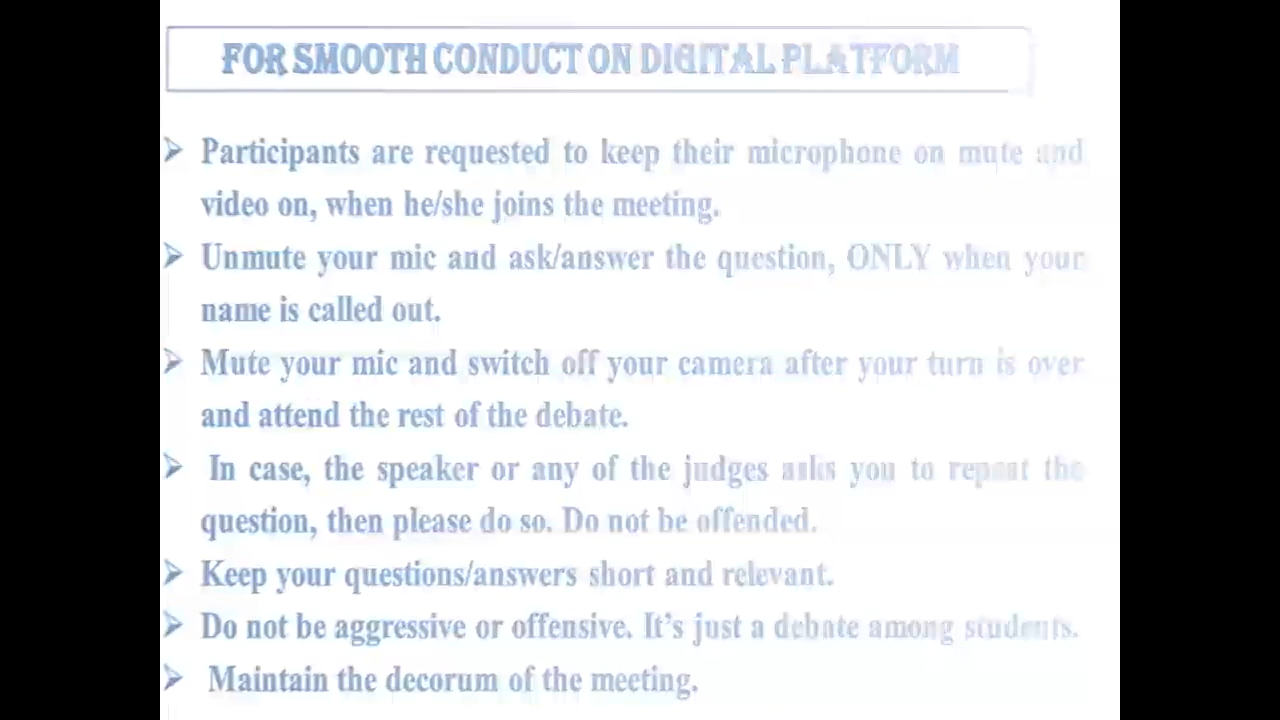 FOR SMOOTH CONDUCT ON DIGITAL PLATFORM
Participants are requested to keep their microphone on mute and
video on, when he/she joins the meeting.
Unmute your mic and ask/answer the question, ONLY when your
name is called out.
Mute your mic and switch off your camera after your turn is over
and attend the rest of the debate.
In case, the speaker or any of the judges asks you to repeat the
question, then please do so. Do not be offended.
Keep your questions/answers short and relevant.
Do not be aggressive or offensive. It's just a debate among students.
Maintain the decorum of the meeting.